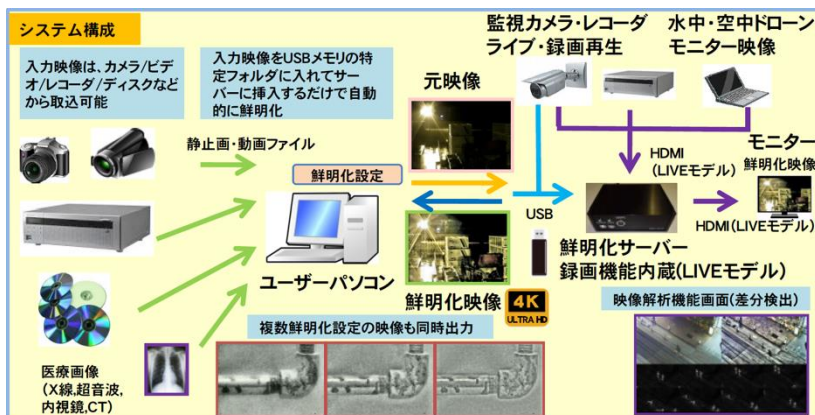 システム構成
入力映像は、カメラ/ビデ
オ/レコーダ/ディスクなど
から取込可能
入力映像をUSBメモリの特
定フォルダに入れてサー
バーに挿入するだけで自動
的に鮮明化
監視カメラ・レコーダ
ライブ・録画再生
水中・空中ドローン
モニター映像
元映像
静止画・動画ファイル
鮮明化設定
ユーザーパソコン
鮮明化映像
4K
ULTRA HD
USB
HDMI
(LIVEモデル)
モニター
鮮明化映像
HDMI(LIVEモデル)
鮮明化サーバー
録画機能内蔵(LIVEモデル)
映像解析機能画面(差分検出)
複数鮮明化設定の映像も同時出力
医療画像
(X線,超音波,
内視鏡,CT)